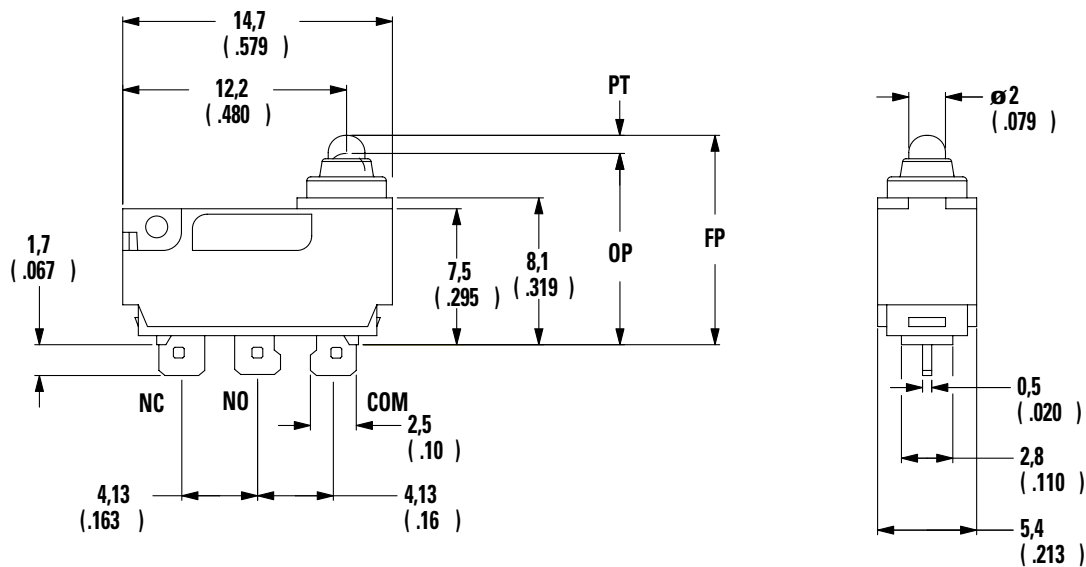 14,7
( .579 )
12,2
( .480 )
PT
ø 2
( .079 )
1,7
( .067 )
7,5
( .295 )
8,1
( .319 )
OP
FP
NC
NO
COM
2,5
( .10 )
4,13
(.163 )
4,13
( .16 )
0,5
( .020 )
2,8
( .110 )
5,4
( .213 )